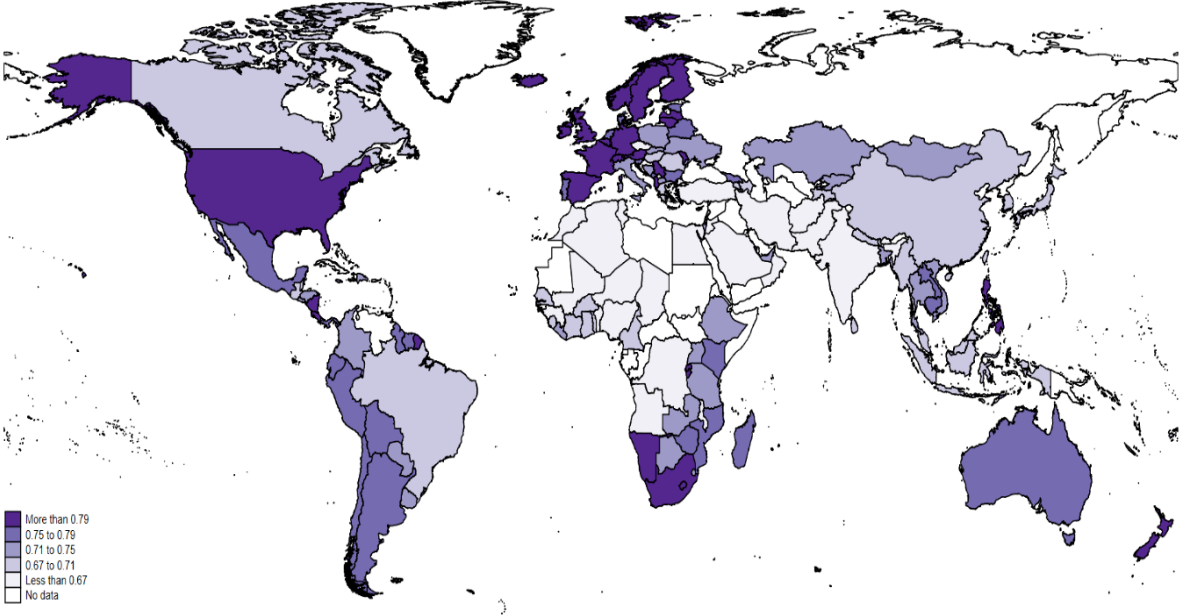 More than 0.79
0.75 to 0.79
0.71 to 0.75
0.67 to 0.71
Less than 0.67
No data